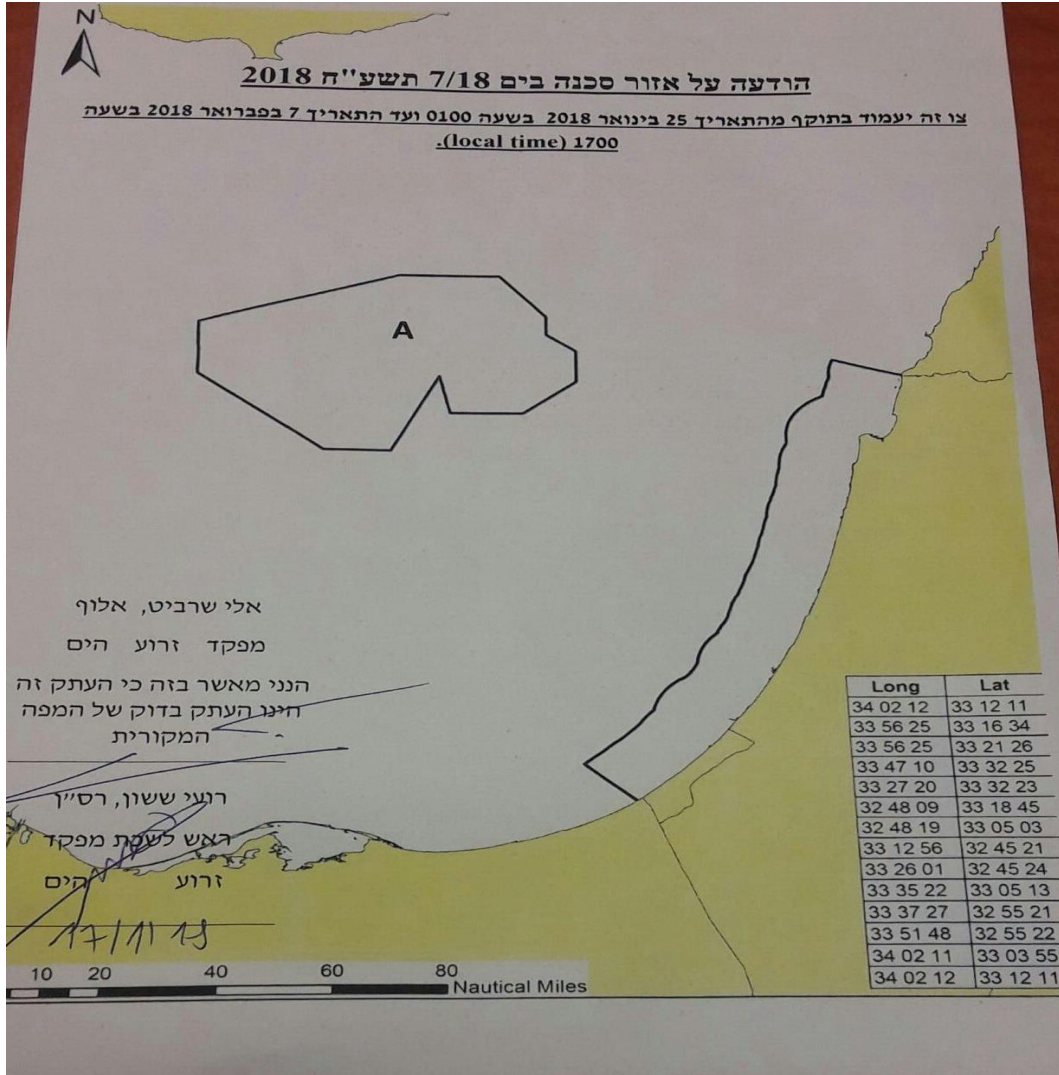 N
הודעה על אזור סכנה בים 7/18 תשע''ח 2018
צו זה יעמוד בתוקף מהתאריך 25 בינואר 2018 בשעה 0100 ועד התאריך 7 בפברואר 2018 בשעה
1700 (local time).
A
אלי שרביט, אלוף
מפקד זרוע הים
הנני מאשר בזה כי העתק זה
הינו העתק בדוק של המפה
המקורית
רועי ששון, רס"ן
ראש לשכת מפקד
זרוע הים
17/1/18
10 20 40 60 80
Nautical Miles
Long Lat
34 02 12 33 12 11
33 56 25 33 16 34
33 56 25 33 21 26
33 47 10 33 32 25
33 27 20 33 32 23
32 48 09 33 18 45
32 48 19 33 05 03
33 12 56 32 45 21
33 26 01 32 45 24
33 35 22 33 05 13
33 37 27 32 55 21
33 51 48 32 55 22
34 02 11 33 03 55
34 02 12 33 12 11